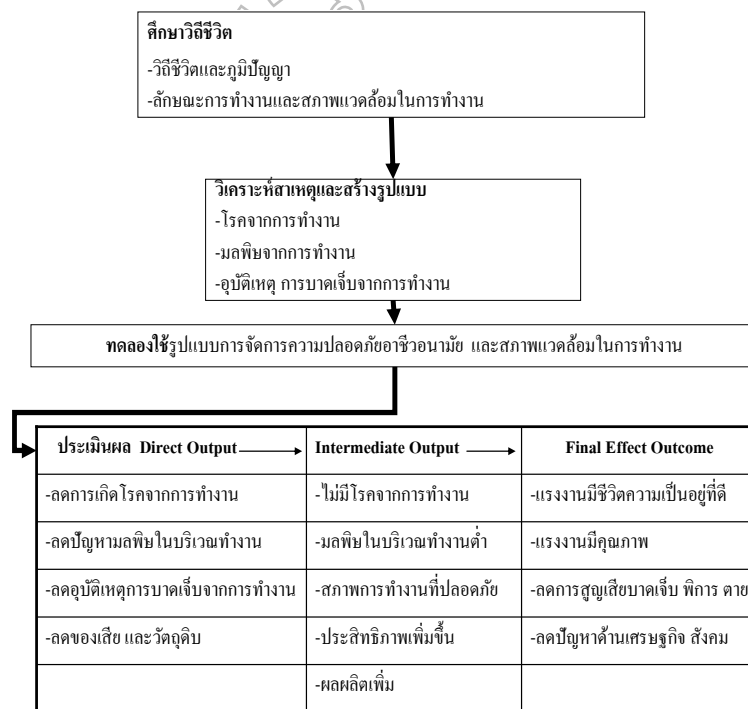 ศึกษาวิถีชีวิต
-วิถีชีวิตและภูมิปัญญา
-ลักษณะการทำงานและสภาพแวดล้อมในการทำงาน
วิเคราะห์สาเหตุและสร้างรูปแบบ
-โรคจากการทำงาน
-มลพิษจากการทำงาน
-อุบัติเหตุ การบาดเจ็บจากการทำงาน
ทดลองใช้รูปแบบการจัดการความปลอดภัยอาชีวอนามัย และสภาพแวดล้อมในการทำงาน
ประเมินผล Direct Output Intermediate Output Final Effect Outcome
-ลดการเกิดโรคจากการทำงาน -ไม่มีโรคจากการทำงาน -แรงงานมีชีวิตความเป็นอยู่ที่ดี
-ลดปัญหามลพิษในบริเวณทำงาน -มลพิษในบริเวณทำงานต่ำ -แรงงานมีคุณภาพ
-ลดอุบัติเหตุการบาดเจ็บจากการทำงาน -สภาพการทำงานที่ปลอดภัย -ลดการสูญเสียบาดเจ็บ พิการ ตาย
-ลดของเสีย และวัตถุดิบ -ประสิทธิภาพเพิ่มขึ้น -ลดปัญหาด้านเศรษฐกิจ สังคม
-ผลผลิตเพิ่ม